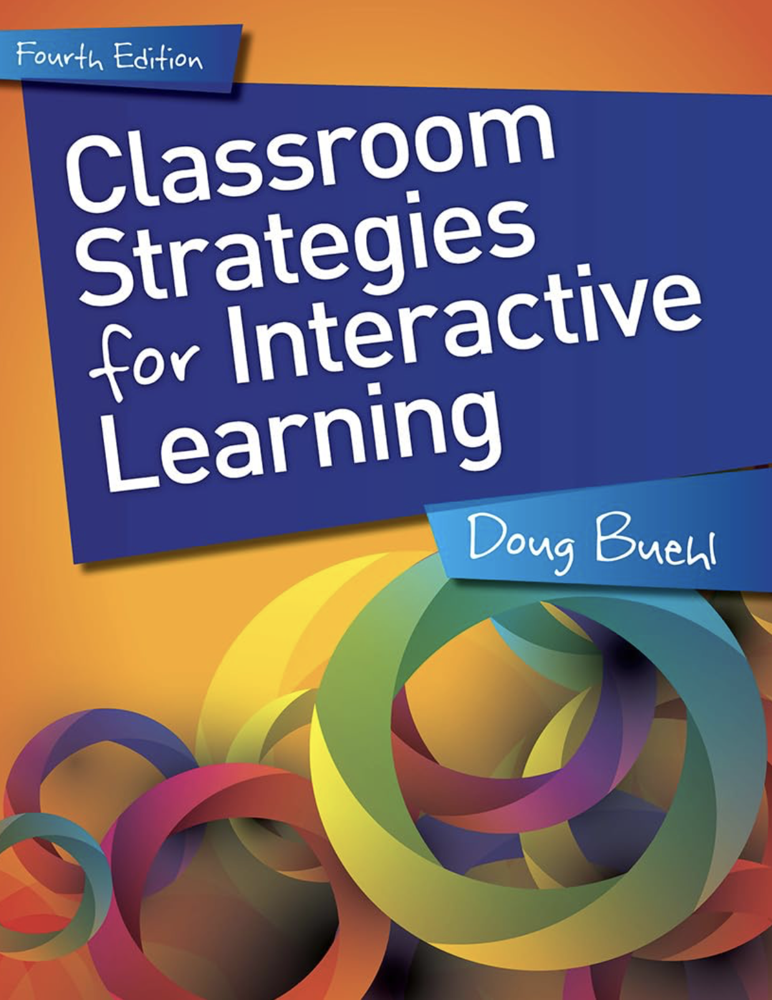 Fourth Edition
Classroom
Strategies
for Interactive
Learning
Doug Buehl